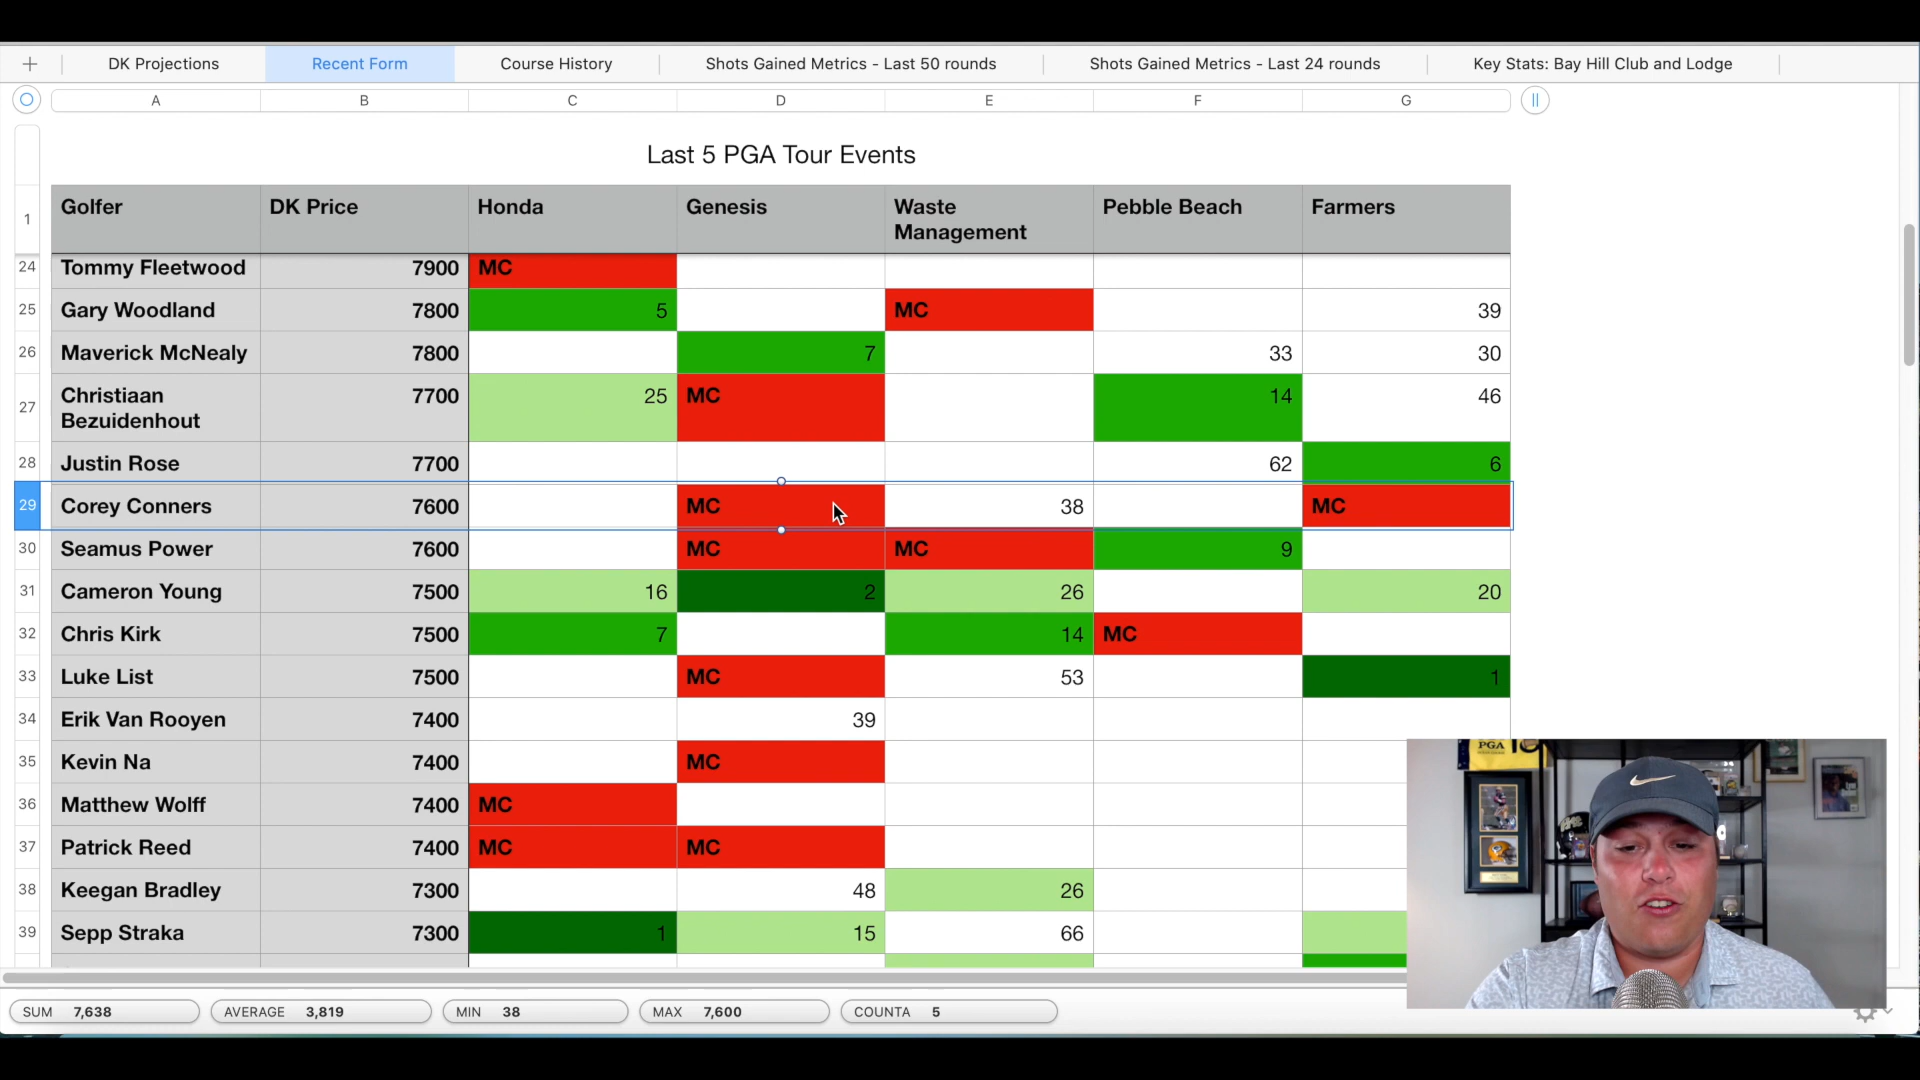 DK Projections Recent Form Course History Shots Gained Metrics - Last 50 rounds Shots Gained Metrics - Last 24 rounds Key Stats: Bay Hill Club and Lodge
A B C D E F G
Last 5 PGA Tour Events
1 Golfer DK Price Honda Genesis Waste Management Pebble Beach Farmers
24 Tommy Fleetwood 7900 MC
25 Gary Woodland 7800 5 MC 39
26 Maverick McNealy 7800 7 33 30
27 Christiaan Bezuidenhout 7700 25 MC 14 46
28 Justin Rose 7700 62 6
29 Corey Conners 7600 MC 38 MC
30 Seamus Power 7600 MC MC 9
31 Cameron Young 7500 16 2 26 20
32 Chris Kirk 7500 7 14 MC
33 Luke List 7500 MC 53 1
34 Erik Van Rooyen 7400 39
35 Kevin Na 7400 MC
36 Matthew Wolff 7400 MC
37 Patrick Reed 7400 MC MC
38 Keegan Bradley 7300 48 26
39 Sepp Straka 7300 1 15 66
PGA
SUM 7,638 AVERAGE 3,819 MIN 38 MAX 7,600 COUNTA 5